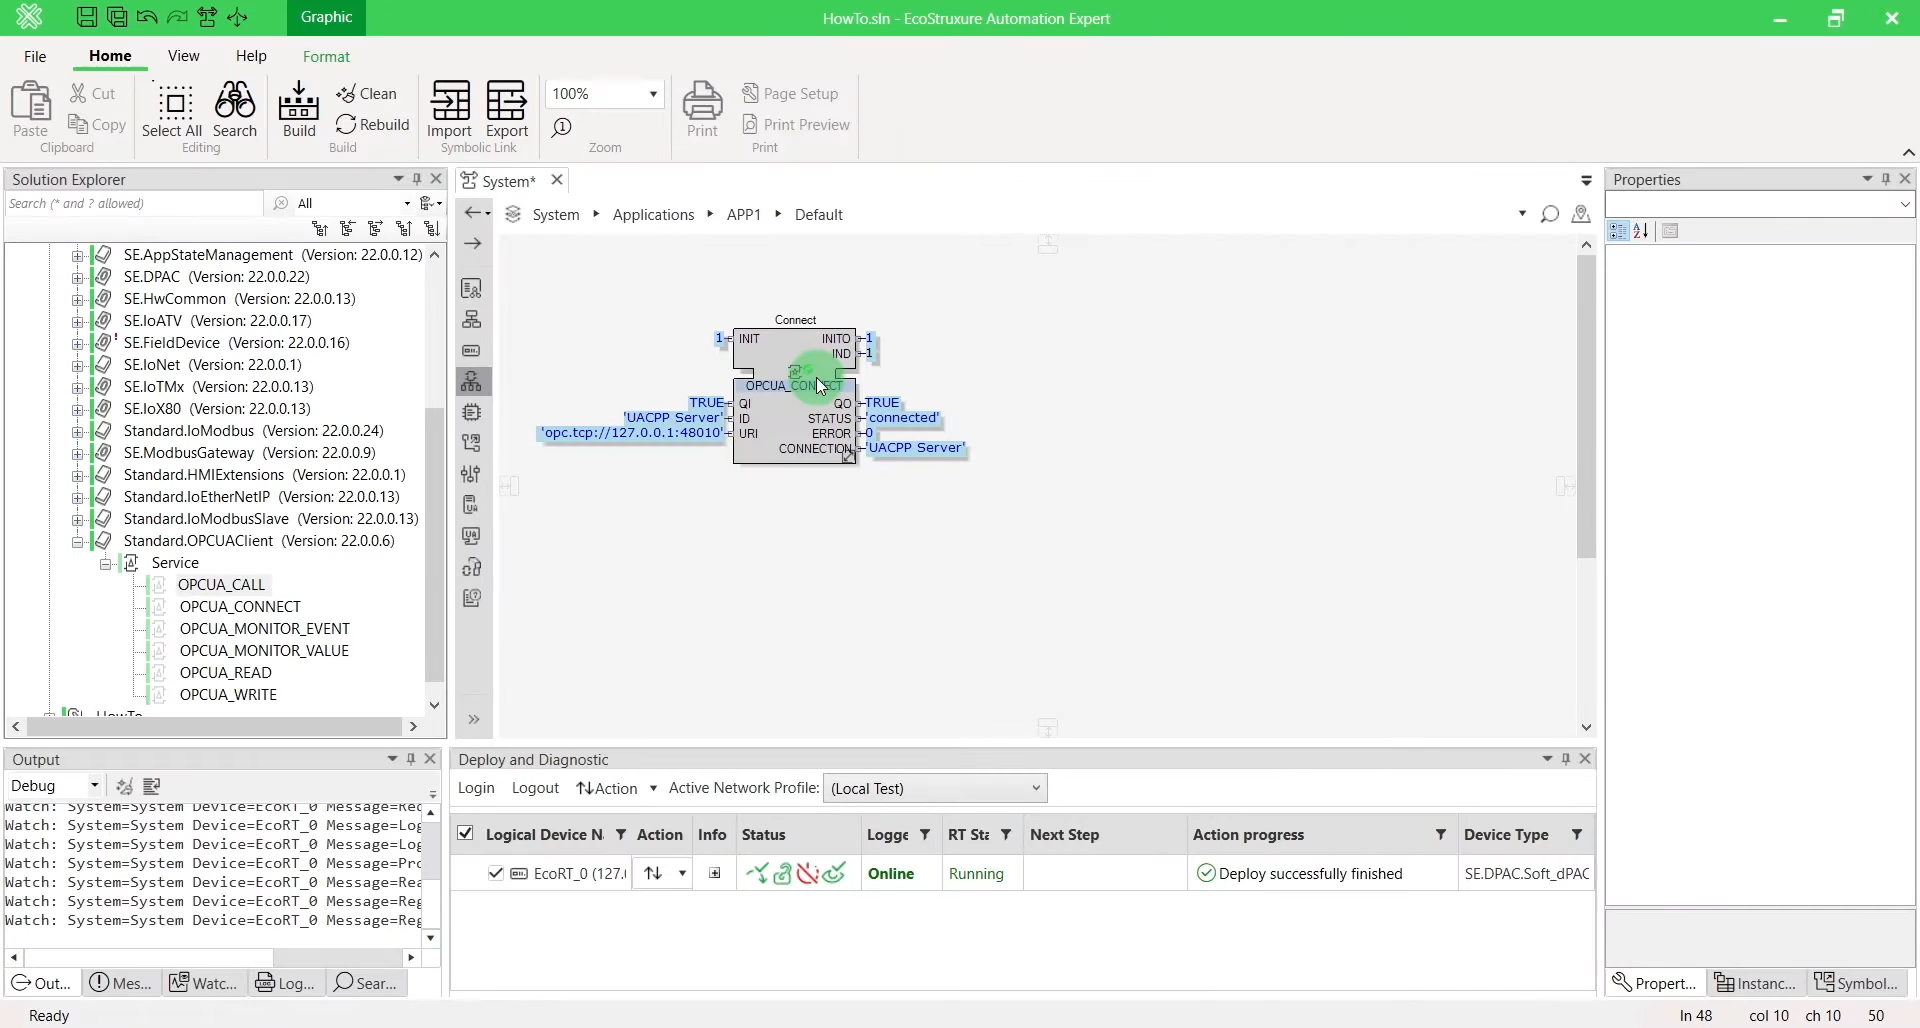 Graphic
HowTo.sln - EcoStruxure Automation Expert
File Home View Help Format
Paste
Cut
Copy
Clipboard
Select All Search
Editing
Build
Clean
Rebuild
Build
Import Export
Symbolic Link
100%
Zoom
Print
Page Setup
Print Preview
Print
Solution Explorer
Search (* and ? allowed)
All
SE.AppStateManagement (Version: 22.0.0.12)
SE.DPAC (Version: 22.0.0.22)
SE.HwCommon (Version: 22.0.0.13)
SE.IoATV (Version: 22.0.0.17)
SE.FieldDevice (Version: 22.0.0.16)
SE.IoNet (Version: 22.0.0.1)
SE.IoTMx (Version: 22.0.0.13)
SE.IoX80 (Version: 22.0.0.13)
Standard.IoModbus (Version: 22.0.0.24)
SE.ModbusGateway (Version: 22.0.0.9)
Standard.HMIExtensions (Version: 22.0.0.1)
Standard.IoEtherNetIP (Version: 22.0.0.13)
Standard.IoModbusSlave (Version: 22.0.0.13)
Standard.OPCUAClient (Version: 22.0.0.6)
Service
OPCUA_CALL
OPCUA_CONNECT
OPCUA_MONITOR_EVENT
OPCUA_MONITOR_VALUE
OPCUA_READ
OPCUA_WRITE
HowTo
System*
System Applications APP1 Default
Connect
1 INIT INITO 1
IND 1
OPCUA_CONNECT
TRUE QI QO TRUE
'UACPP Server' ID STATUS 'connected'
'opc.tcp://127.0.0.1:48010' URI ERROR 0
CONNECTION 'UACPP Server'
Properties
Output
Debug
Watch: System=System Device=EcoRT_0 Message=Rec
Watch: System=System Device=EcoRT_0 Message=Log
Watch: System=System Device=EcoRT_0 Message=Log
Watch: System=System Device=EcoRT_0 Message=Pro
Watch: System=System Device=EcoRT_0 Message=Rea
Watch: System=System Device=EcoRT_0 Message=Reg
Watch: System=System Device=EcoRT_0 Message=Reg
Out... Mes... Watc... Log... Sear...
Deploy and Diagnostic
Login Logout Action Active Network Profile: (Local Test)
Logical Device N Action Info Status Logge RT Sta Next Step Action progress Device Type
EcoRT_0 (127.0 Online Running Deploy successfully finished SE.DPAC.Soft_dPAC
Propert... Instanc... Symbol...
Ready
ln 48 col 10 ch 10 50